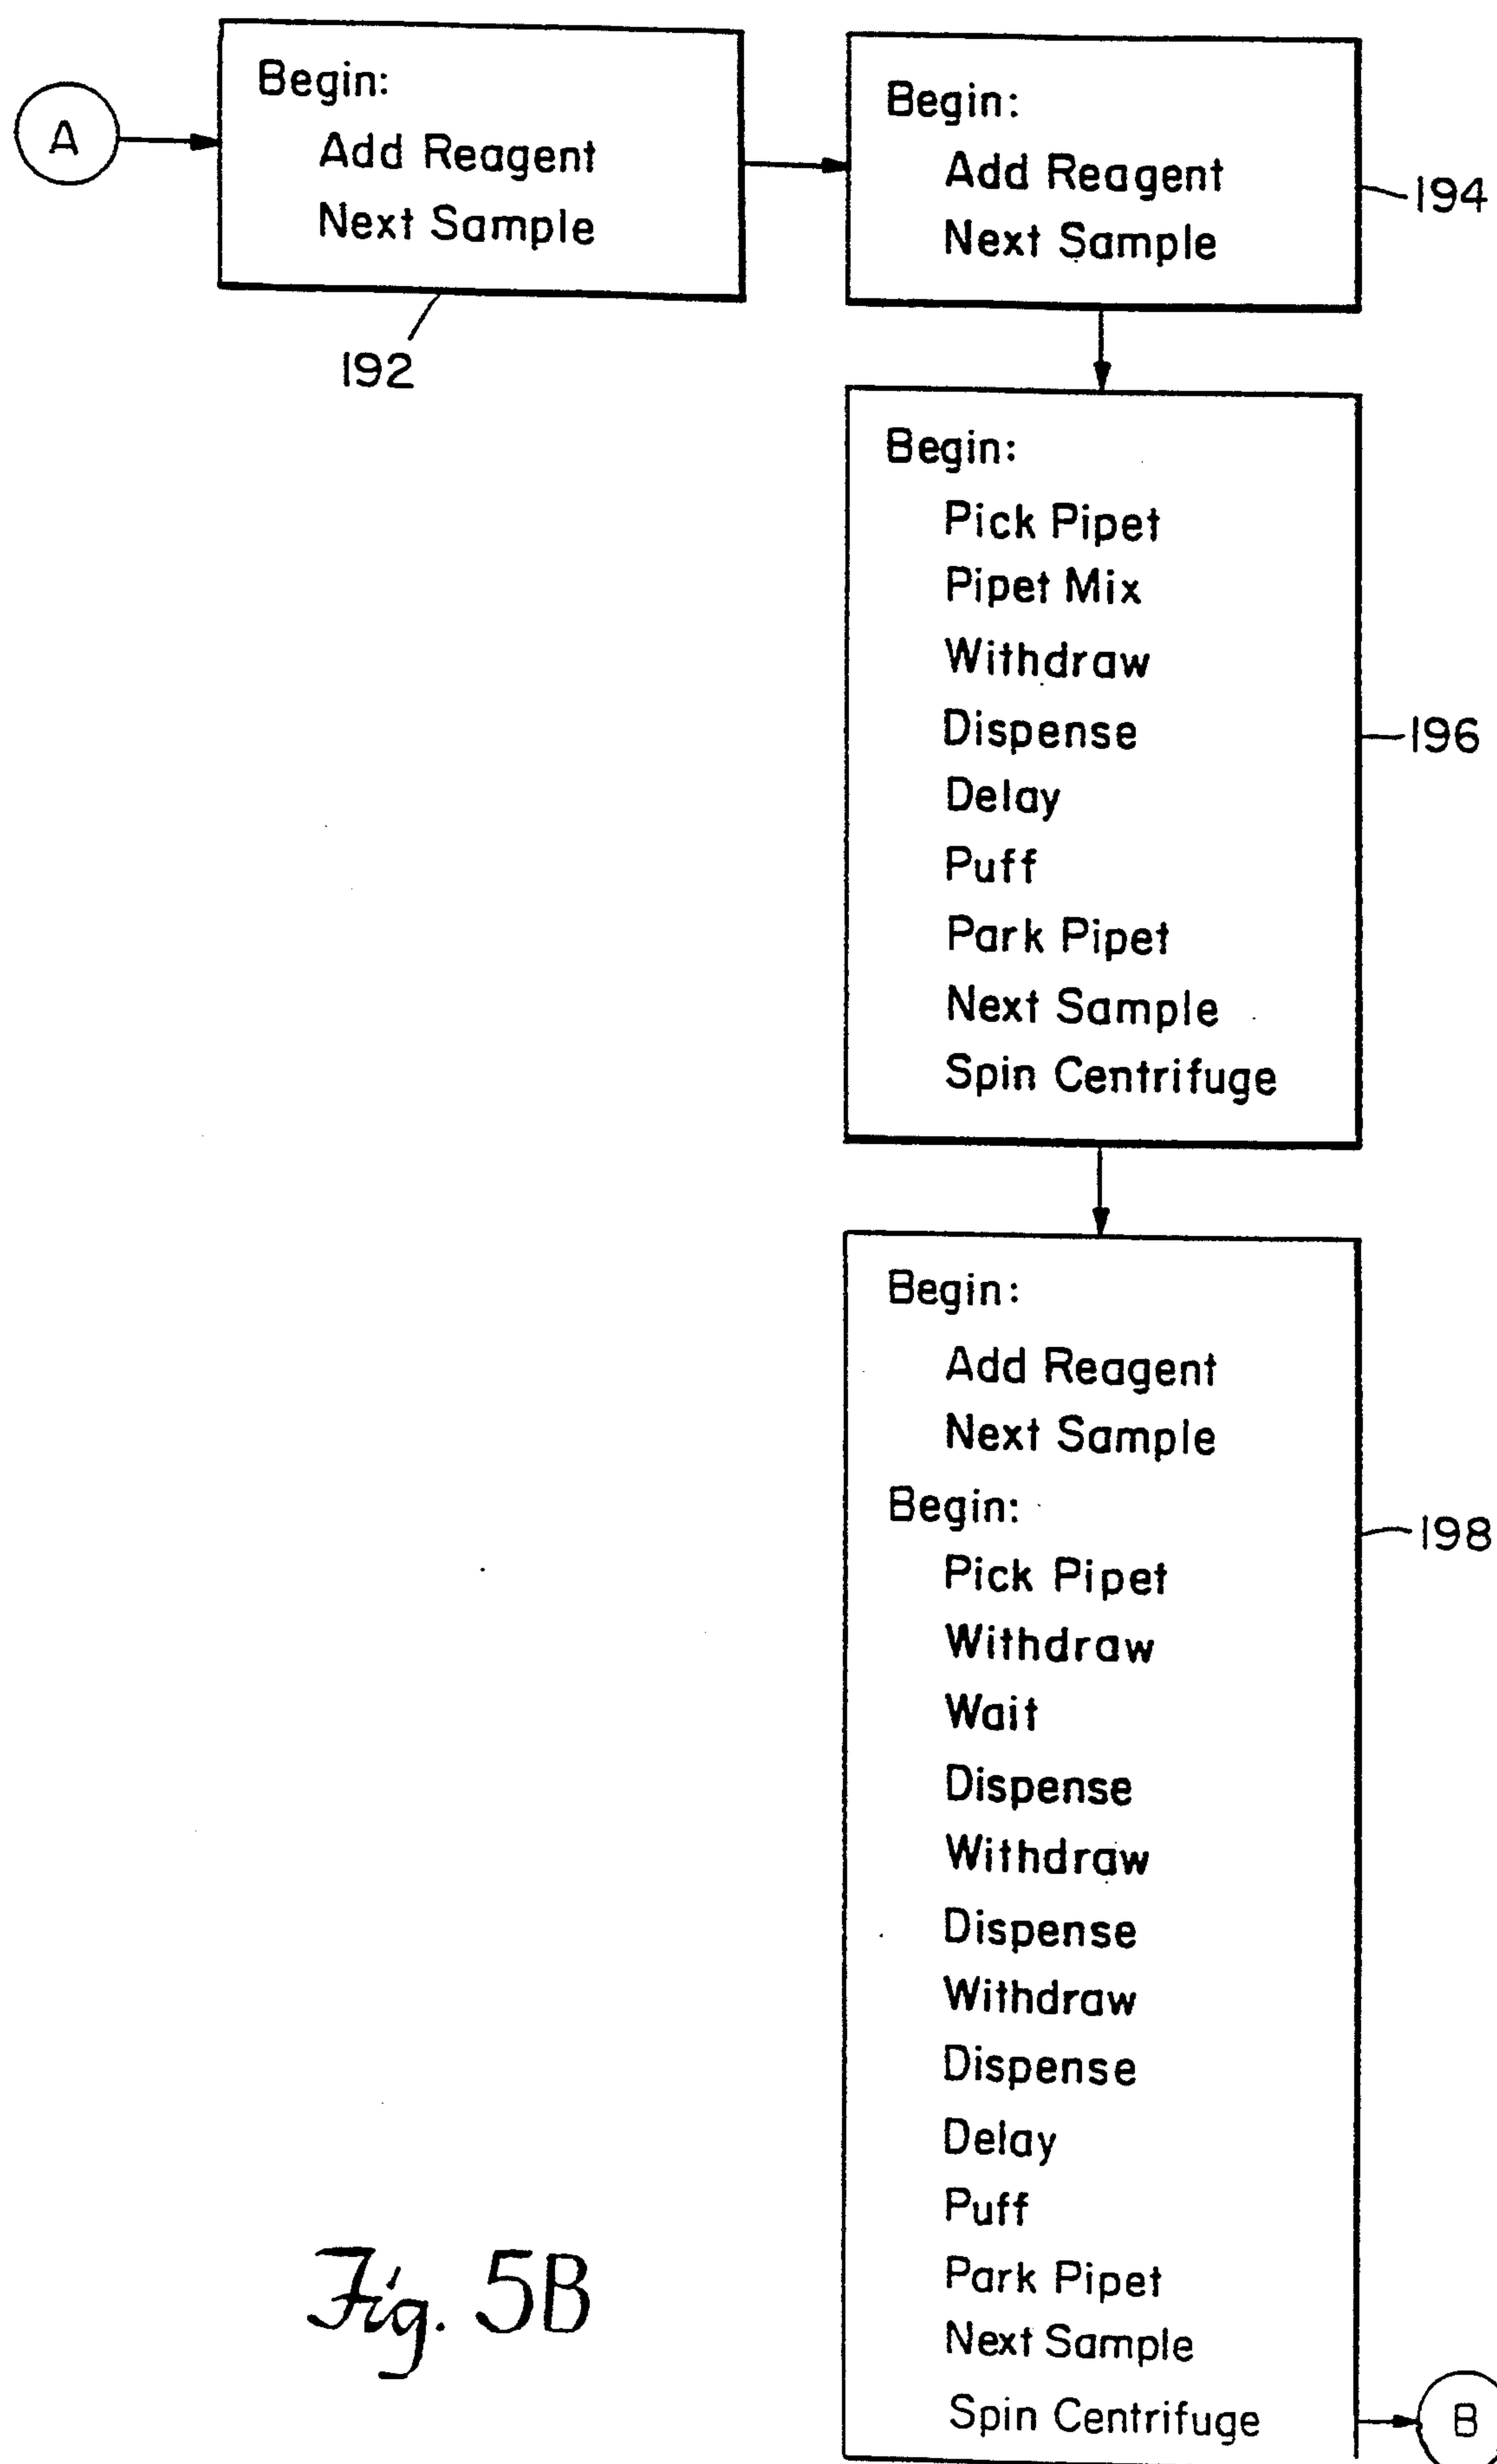 A
Begin:
Add Reagent
Next Sample
192
Begin:
Add Reagent
Next Sample
194
Begin:
Pick Pipet
Pipet Mix
Withdraw
Dispense
Delay
Puff
Park Pipet
Next Sample
Spin Centrifuge
196
Begin:
Add Reagent
Next Sample
Begin:
Pick Pipet
Withdraw
Wait
Dispense
Withdraw
Dispense
Withdraw
Dispense
Delay
Puff
Park Pipet
Next Sample
Spin Centrifuge
198
B
Fig. 5B